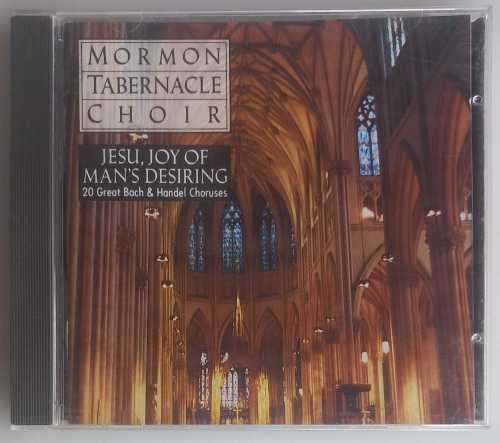 MORMON
TABERNACLE
CHOIR
JESU, JOY OF
MAN'S DESIRING
20 Great Bach & Handel Choruses